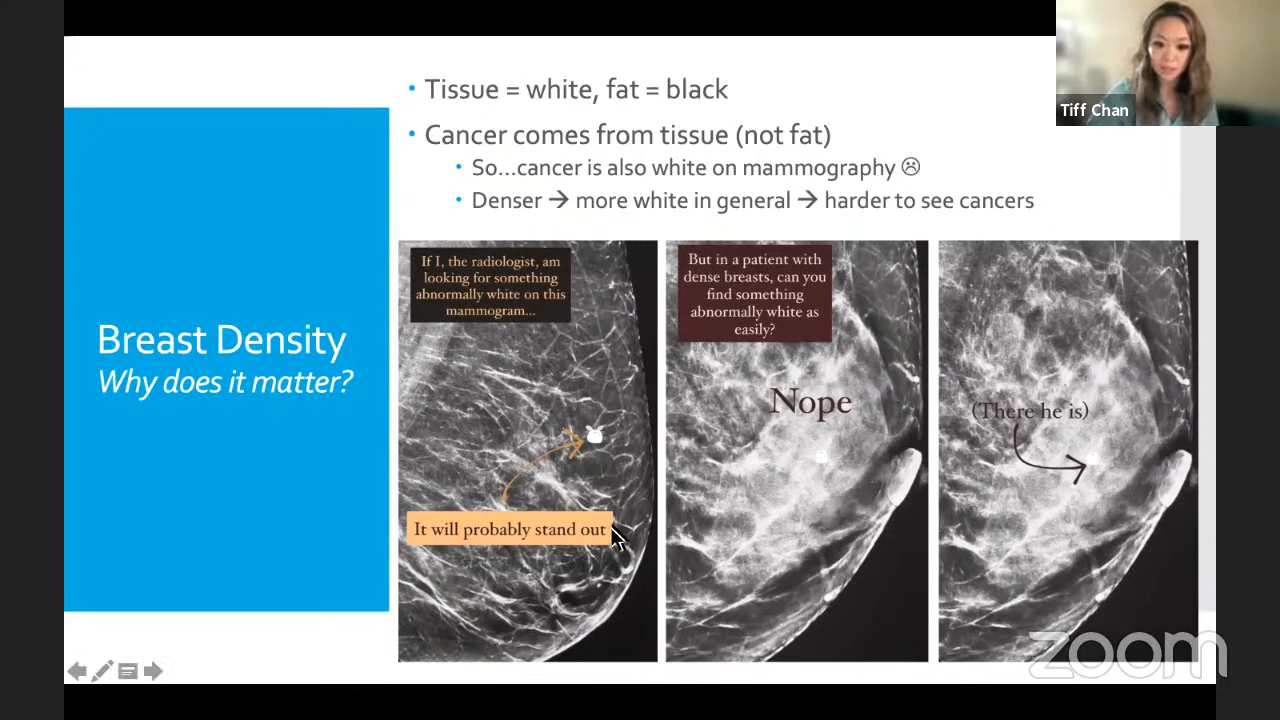 Tiff Chan
Tissue = white, fat = black
Cancer comes from tissue (not fat)
So...cancer is also white on mammography ☹
Denser → more white in general → harder to see cancers
Breast Density
Why does it matter?
If I, the radiologist, am
looking for something
abnormally white on this
mammogram...
It will probably stand out
But in a patient with
dense breasts, can you
find something
abnormally white as
easily?
Nope
(There he is)
zoom